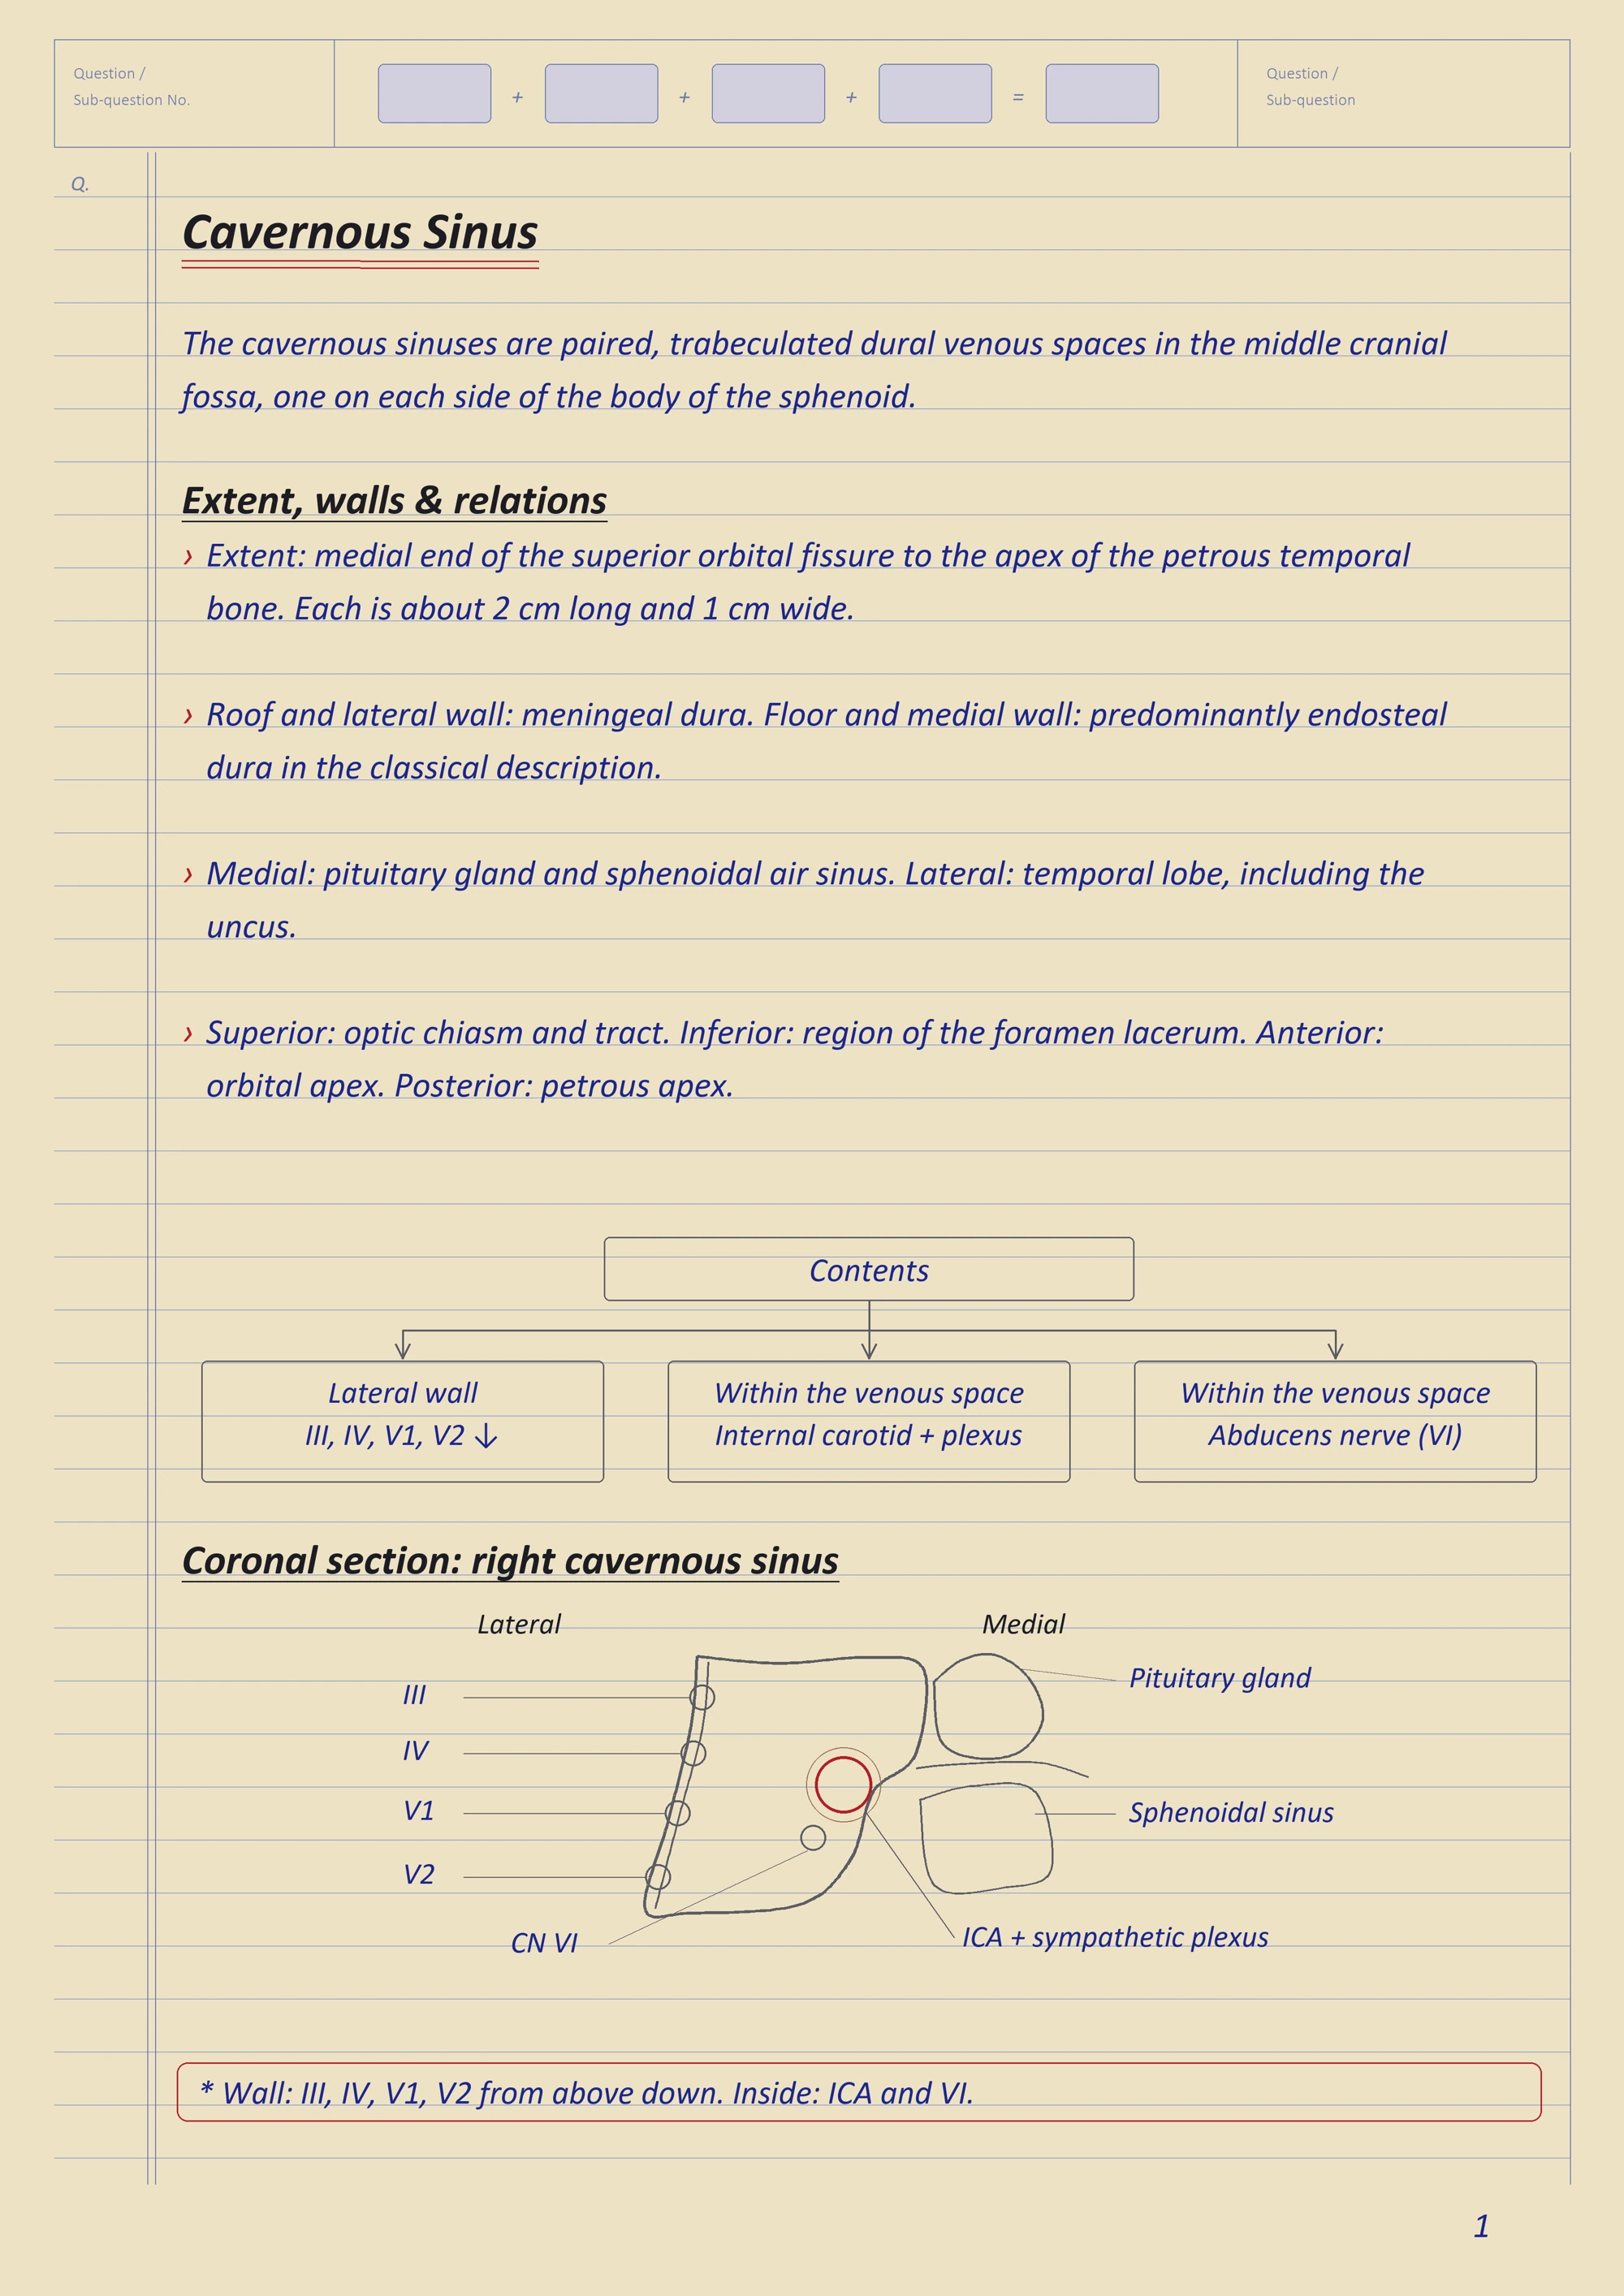 Question /
Sub-question No.
+ + + =
Question /
Sub-question
Q.
Cavernous Sinus
The cavernous sinuses are paired, trabeculated dural venous spaces in the middle cranial
fossa, one on each side of the body of the sphenoid.
Extent, walls & relations
› Extent: medial end of the superior orbital fissure to the apex of the petrous temporal
bone. Each is about 2 cm long and 1 cm wide.
› Roof and lateral wall: meningeal dura. Floor and medial wall: predominantly endosteal
dura in the classical description.
› Medial: pituitary gland and sphenoidal air sinus. Lateral: temporal lobe, including the
uncus.
› Superior: optic chiasm and tract. Inferior: region of the foramen lacerum. Anterior:
orbital apex. Posterior: petrous apex.
Contents
Lateral wall
III, IV, V1, V2 ↓
Within the venous space
Internal carotid + plexus
Within the venous space
Abducens nerve (VI)
Coronal section: right cavernous sinus
Lateral
Medial
III
Pituitary gland
IV
V1
Sphenoidal sinus
V2
CN VI
ICA + sympathetic plexus
* Wall: III, IV, V1, V2 from above down. Inside: ICA and VI.
1